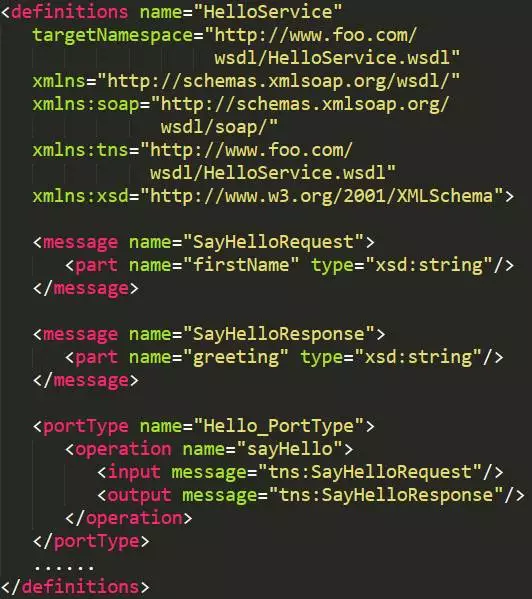 <definitions name="HelloService"
targetNamespace="http://www.foo.com/
wsdl/HelloService.wsdl"
xmlns="http://schemas.xmlsoap.org/wsdl/"
xmlns:soap="http://schemas.xmlsoap.org/
wsdl/soap/"
xmlns:tns="http://www.foo.com/
wsdl/HelloService.wsdl"
xmlns:xsd="http://www.w3.org/2001/XMLSchema">
<message name="SayHelloRequest">
<part name="firstName" type="xsd:string"/>
</message>
<message name="SayHelloResponse">
<part name="greeting" type="xsd:string"/>
</message>
<portType name="Hello_PortType">
<operation name="sayHello">
<input message="tns:SayHelloRequest"/>
<output message="tns:SayHelloResponse"/>
</operation>
</portType>
......
</definitions>